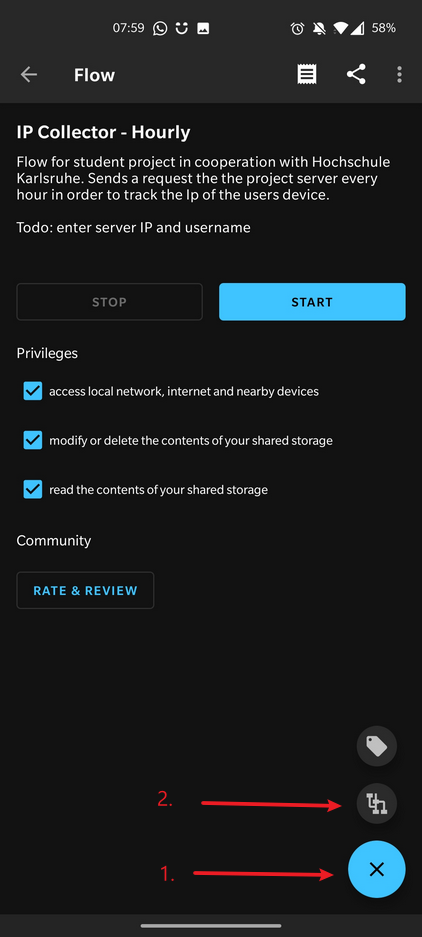 07:59
58%
Flow
IP Collector - Hourly
Flow for student project in cooperation with Hochschule
Karlsruhe. Sends a request the the project server every
hour in order to track the Ip of the users device.
Todo: enter server IP and username
STOP
START
Privileges
access local network, internet and nearby devices
modify or delete the contents of your shared storage
read the contents of your shared storage
Community
RATE & REVIEW
2.
1.